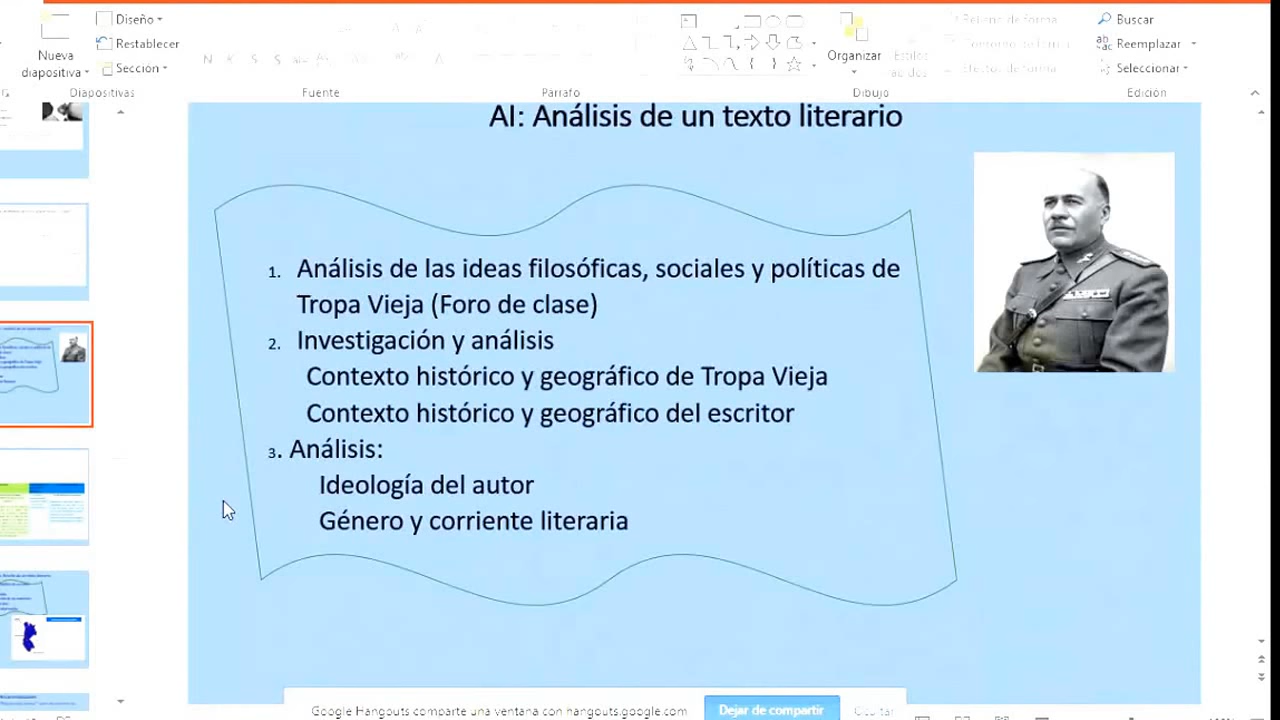 Diseño
Buscar
Nueva
diapositiva
Restablecer
Organizar
Reemplazar
Sección
Seleccionar
Diapositivas
Fuente
Párrafo
Dibujo
Edición
AI: Análisis de un texto literario
1. Análisis de las ideas filosóficas, sociales y políticas de
Tropa Vieja (Foro de clase)
2. Investigación y análisis
Contexto histórico y geográfico de Tropa Vieja
Contexto histórico y geográfico del escritor
3. Análisis:
Ideología del autor
Género y corriente literaria
Google Hangouts comparte una ventana con hangouts.google.com
Dejar de compartir
Ocultar